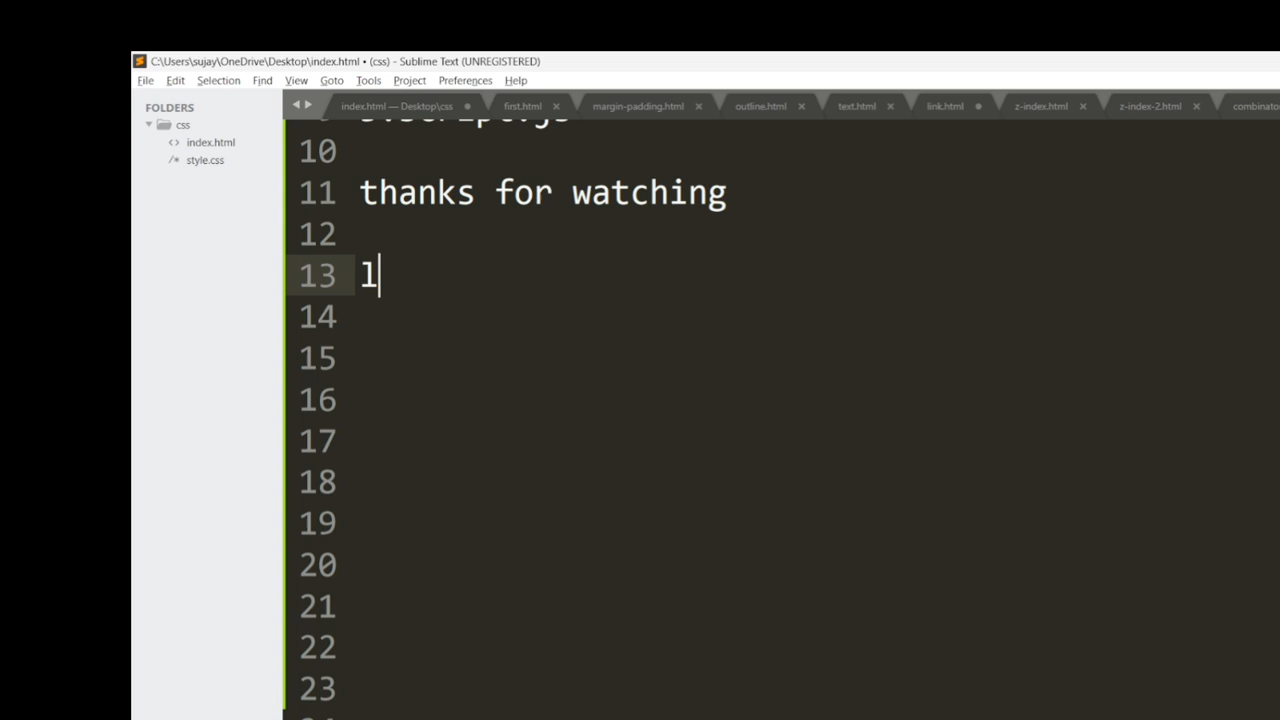 C:\Users\sujay\OneDrive\Desktop\index.html • (css) - Sublime Text (UNREGISTERED)
File Edit Selection Find View Goto Tools Project Preferences Help
FOLDERS
css
<> index.html
/* style.css
index.html — Desktop\css first.html margin-padding.html outline.html text.html link.html z-index.html z-index-2.html
10
11 thanks for watching
12
13 l
14
15
16
17
18
19
20
21
22
23